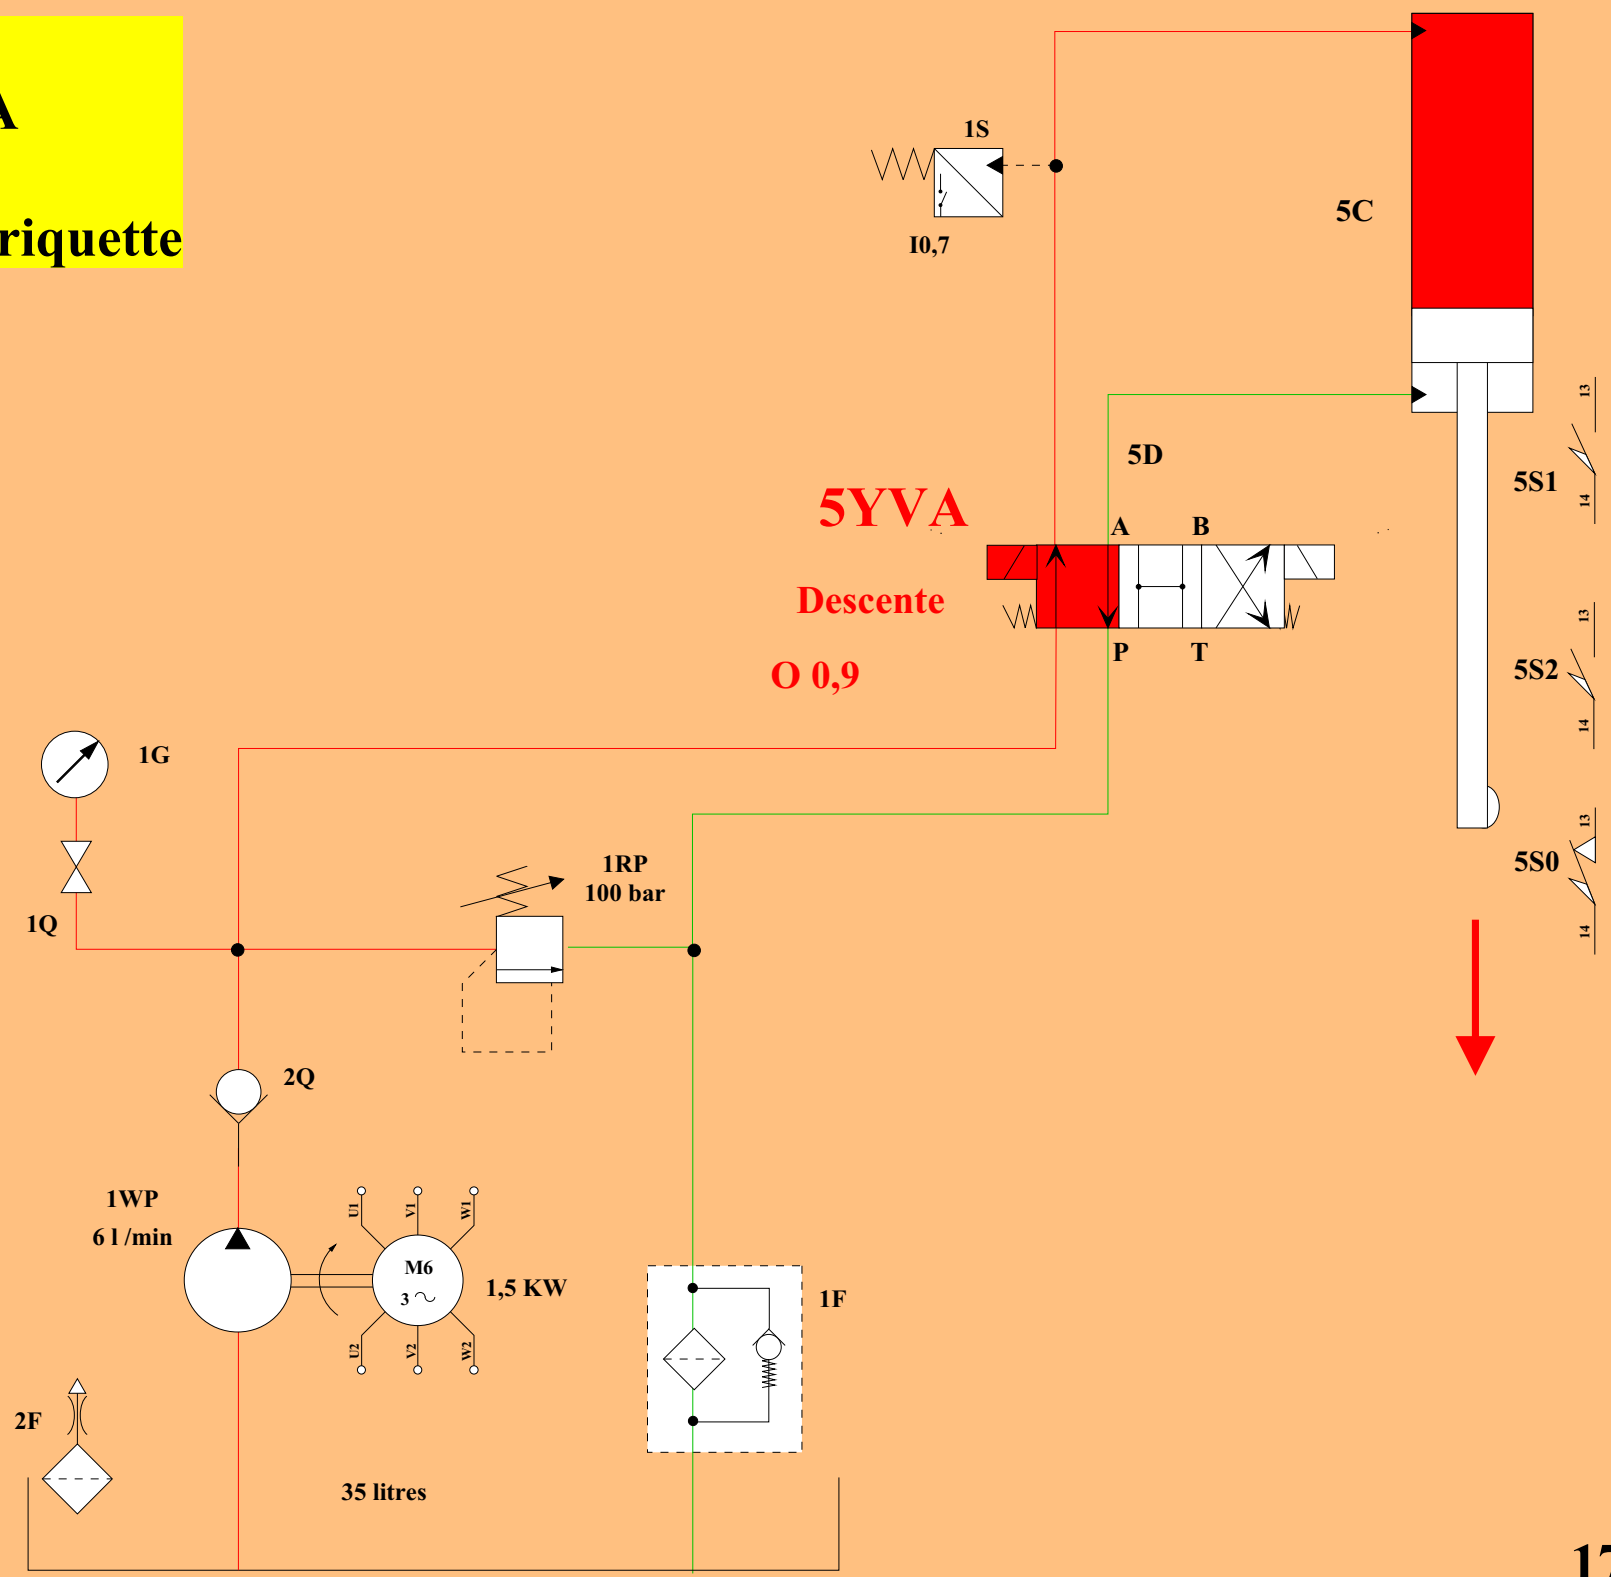 A
riquette
1S
I0,7
5C
5D
5YVA
Descente
O 0,9
A
B
P
T
13
14
5S1
13
14
5S2
13
14
5S0
1G
1Q
1RP
100 bar
2Q
1WP
6 l /min
U1
V1
W1
M6
3
1,5 KW
U2
V2
W2
1F
2F
35 litres
17